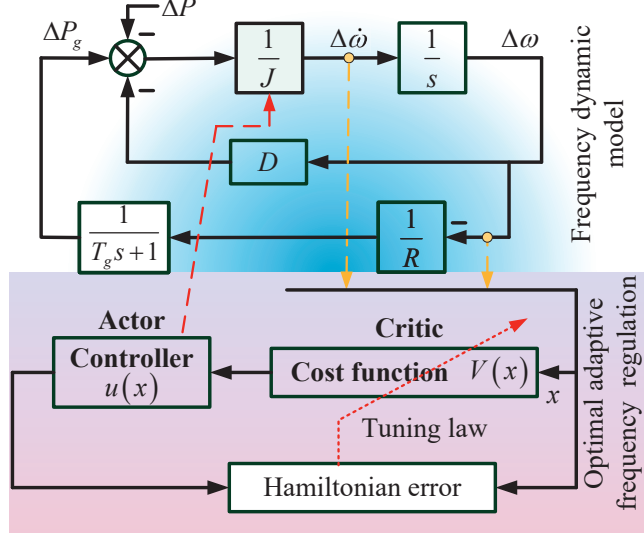 ΔP
ΔP_g
1/J
Δω̇
1/s
Δω
D
1/(T_g s+1)
1/R
Frequency dynamic
model
Actor
Controller
u(x)
Critic
Cost function V(x)
x
Tuning law
Hamiltonian error
Optimal adaptive
frequency regulation